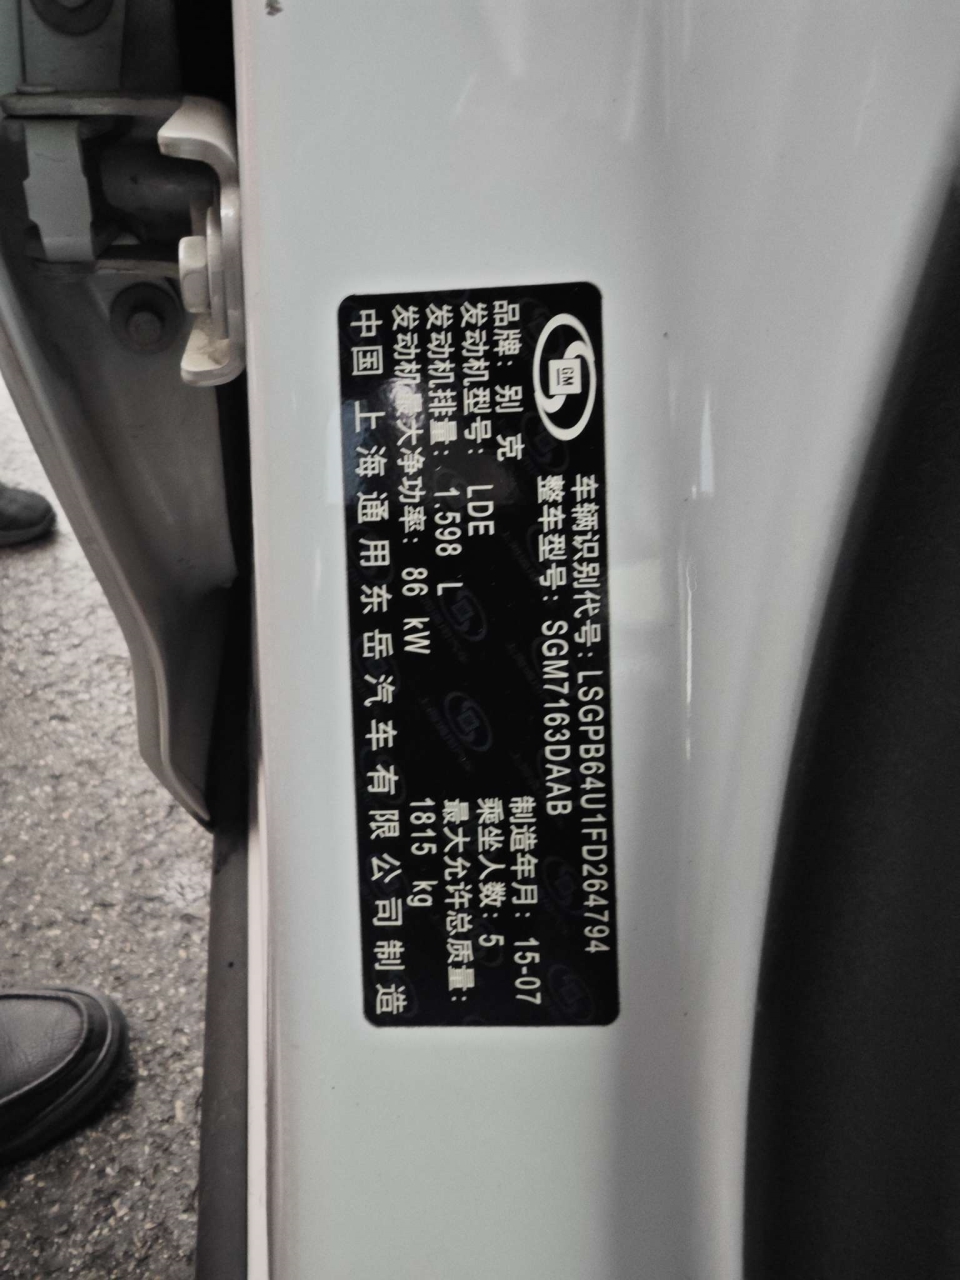 GM
车辆识别代号: LSGPB64U1FD264794
整车型号: SGM7163DAAB
品牌: 别 克
制造年月: 15-07
发动机型号: LDE
乘坐人数: 5
发动机排量: 1.598 L
最大允许总质量:
发动机最大净功率: 86 kW
1815 kg
中国 上海通用东岳汽车有限公司制造